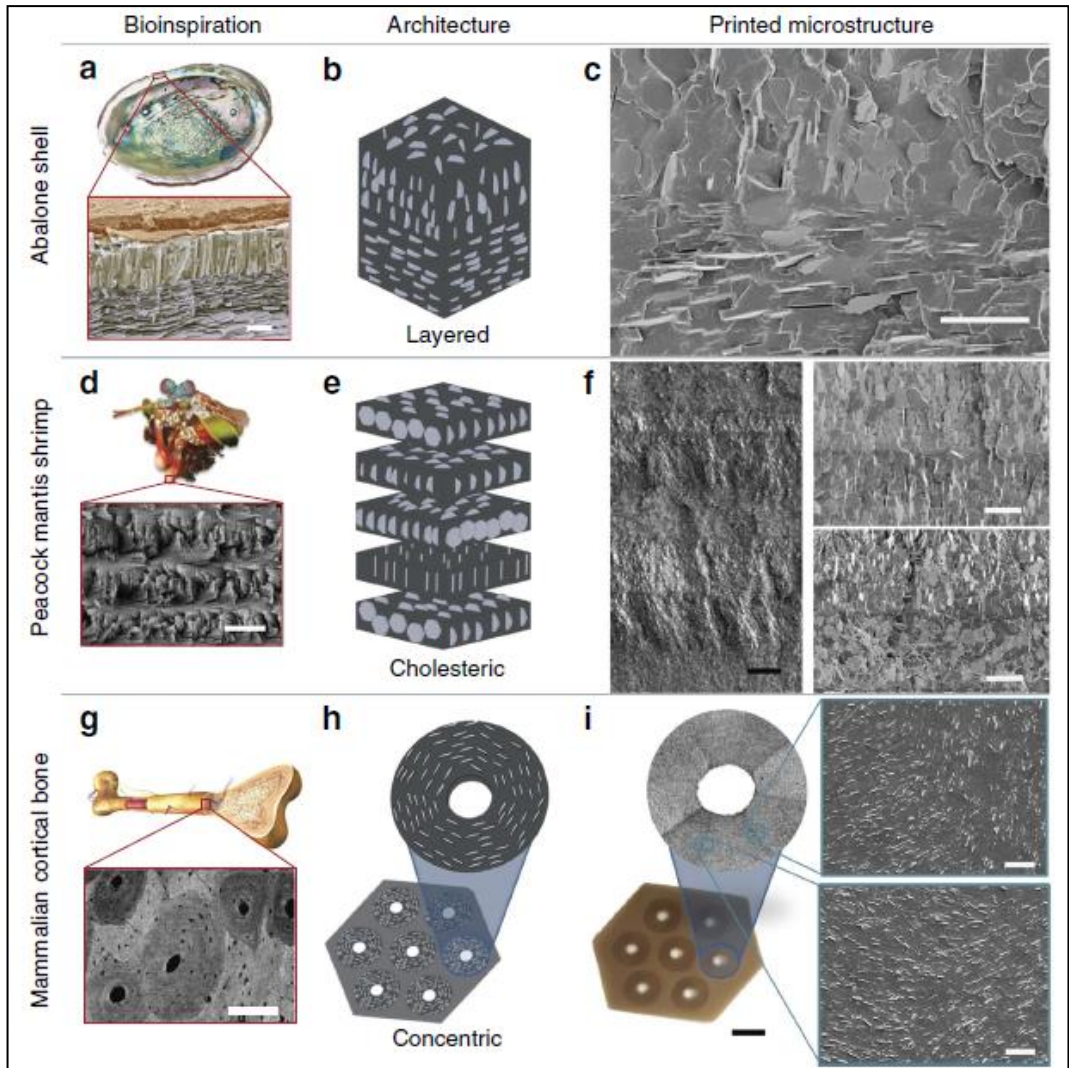 Bioinspiration Architecture Printed microstructure
Abalone shell
a b c
Layered
Peacock mantis shrimp
d e f
Cholesteric
Mammalian cortical bone
g h i
Concentric